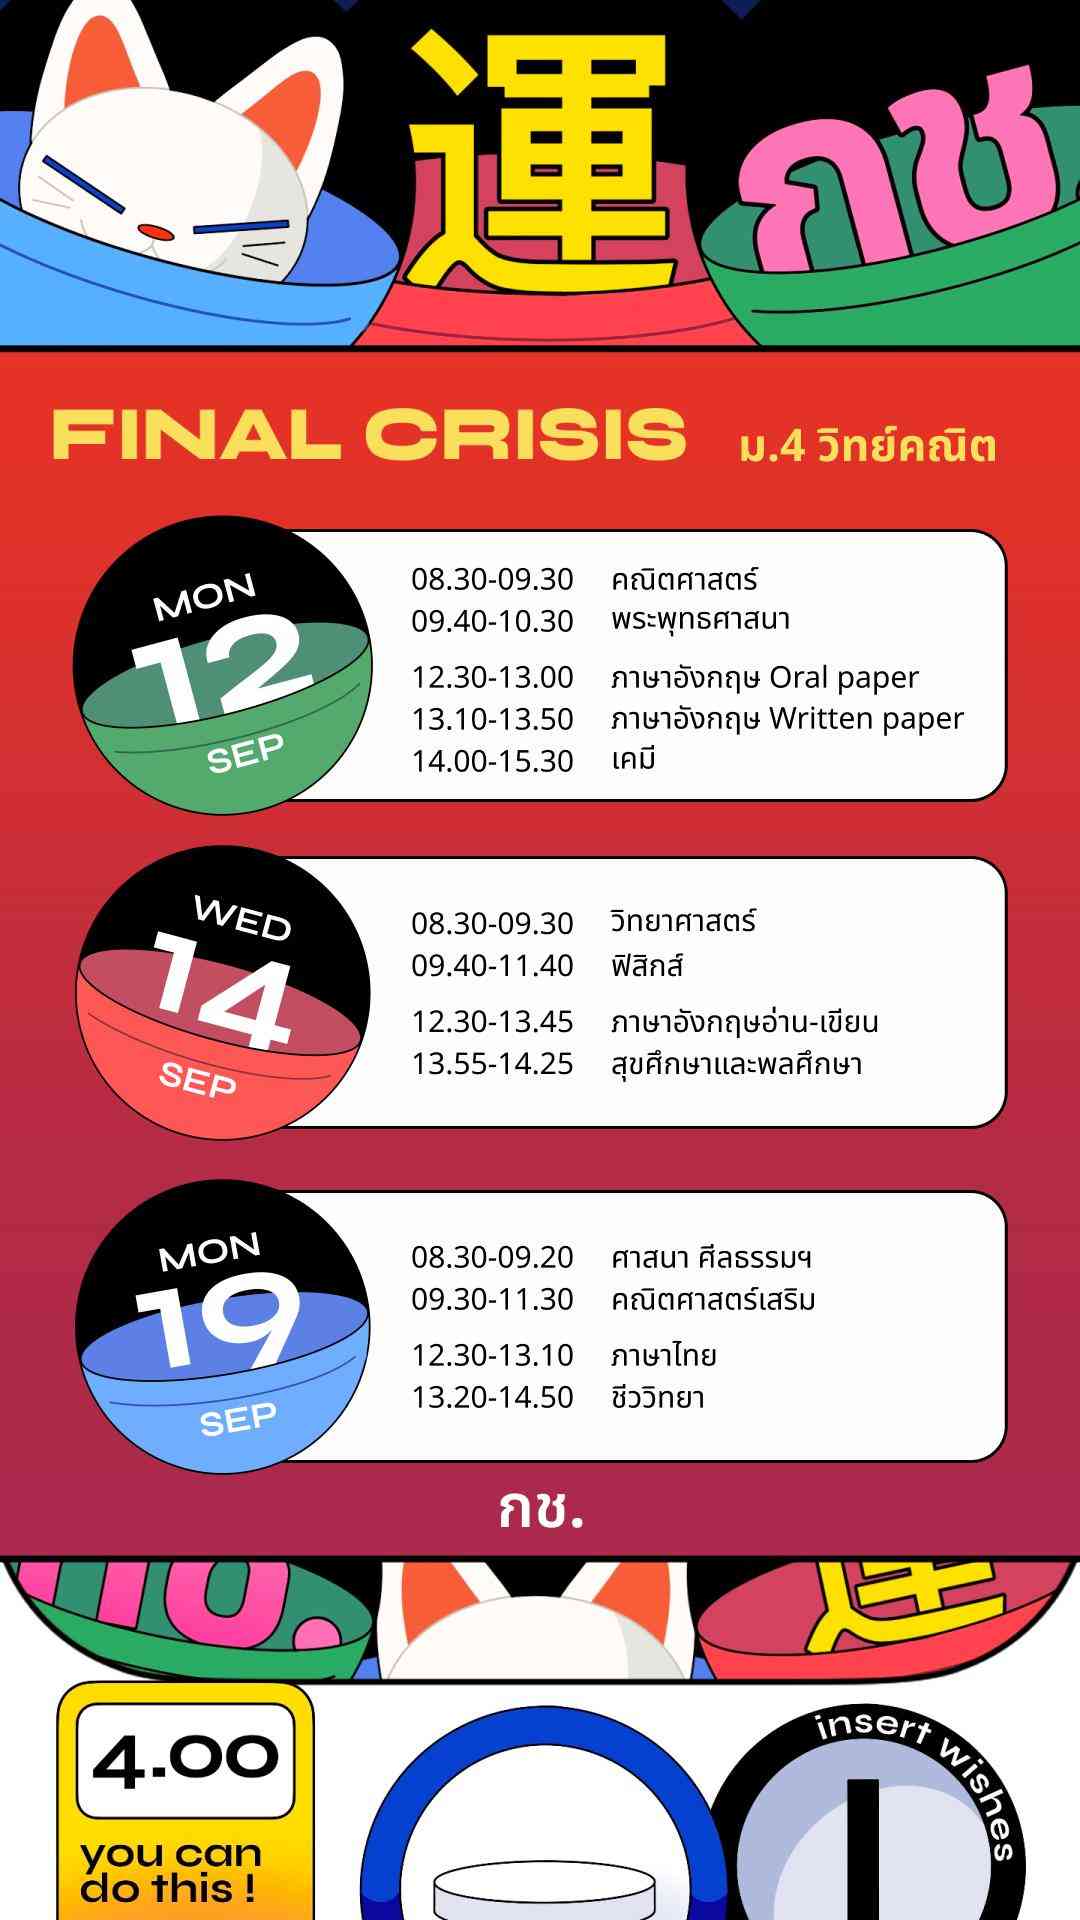 運
กช
FINAL CRISIS ม.4 วิทย์คณิต
MON
12
SEP
08.30-09.30 คณิตศาสตร์
09.40-10.30 พระพุทธศาสนา
12.30-13.00 ภาษาอังกฤษ Oral paper
13.10-13.50 ภาษาอังกฤษ Written paper
14.00-15.30 เคมี
WED
14
SEP
08.30-09.30 วิทยาศาสตร์
09.40-11.40 ฟิสิกส์
12.30-13.45 ภาษาอังกฤษอ่าน-เขียน
13.55-14.25 สุขศึกษาและพลศึกษา
MON
19
SEP
08.30-09.20 ศาสนา ศีลธรรมฯ
09.30-11.30 คณิตศาสตร์เสริม
12.30-13.10 ภาษาไทย
13.20-14.50 ชีววิทยา
กช.
กช.
運
4.00
you can
do this !
insert wishes